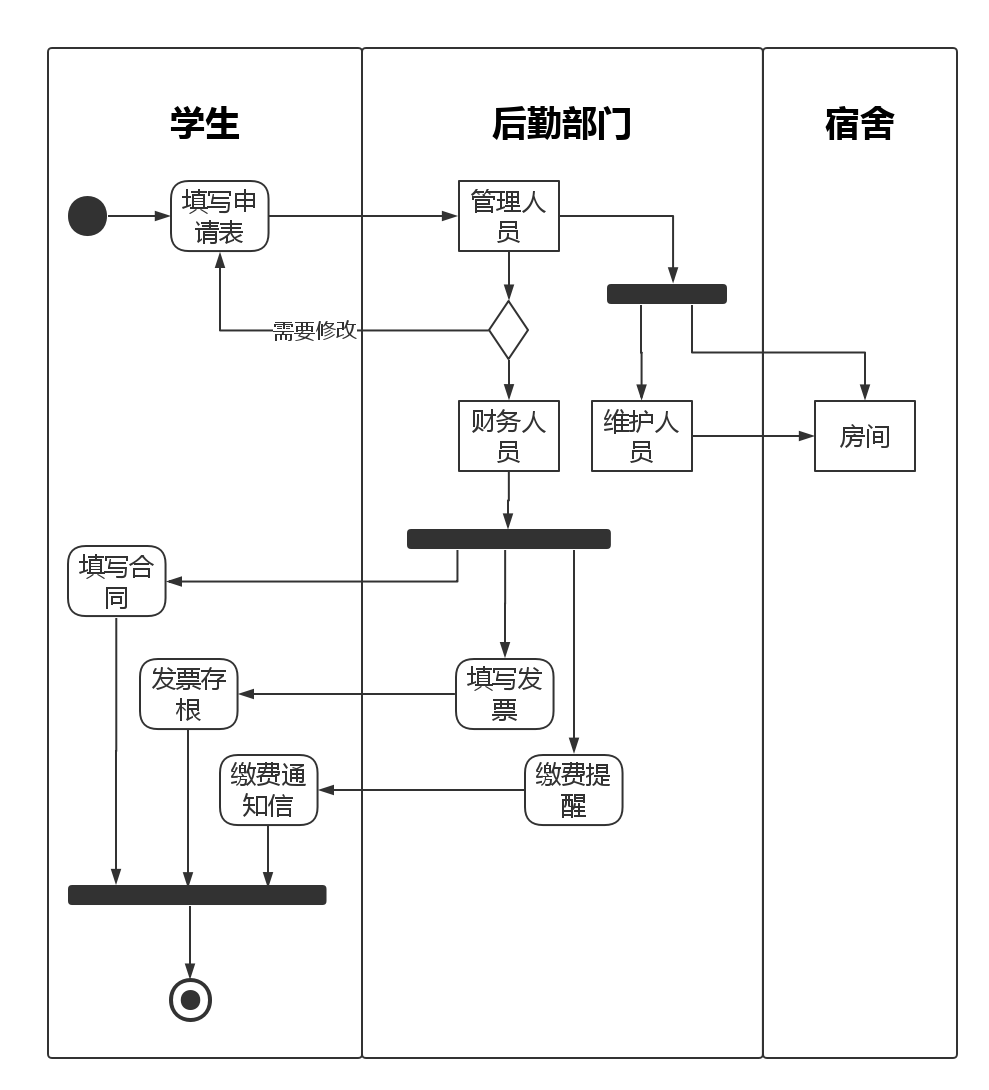 学生
后勤部门
宿舍
填写申
请表
管理人
员
需要修改
财务人
员
维护人
员
房间
填写合
同
发票存
根
填写发
票
缴费通
知信
缴费提
醒